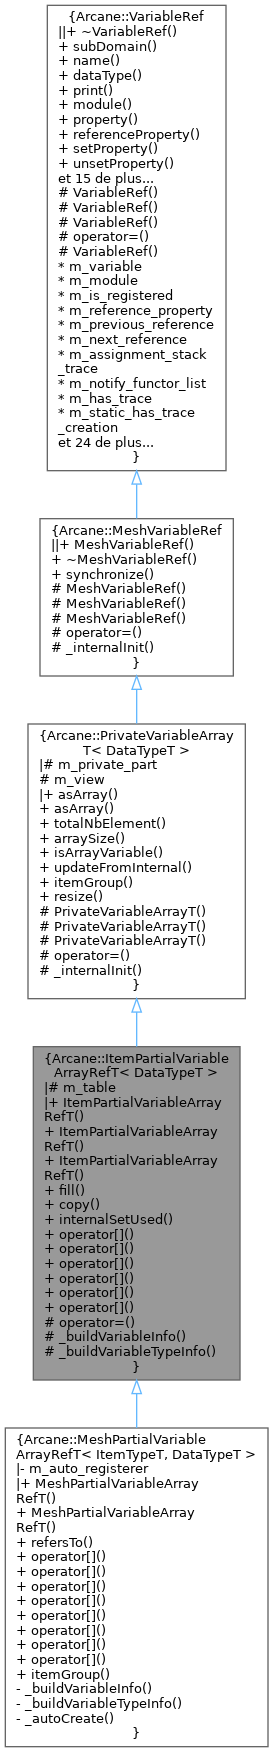 {Arcane::VariableRef
||+ ~VariableRef()
+ subDomain()
+ name()
+ dataType()
+ print()
+ module()
+ property()
+ referenceProperty()
+ setProperty()
+ unsetProperty()
et 15 de plus...
# VariableRef()
# VariableRef()
# VariableRef()
# operator=()
# VariableRef()
* m_variable
* m_module
* m_is_registered
* m_reference_property
* m_previous_reference
* m_next_reference
* m_assignment_stack
_trace
* m_notify_functor_list
* m_has_trace
* m_static_has_trace
_creation
et 24 de plus...
}
{Arcane::MeshVariableRef
||+ MeshVariableRef()
+ ~MeshVariableRef()
+ synchronize()
# MeshVariableRef()
# MeshVariableRef()
# MeshVariableRef()
# operator=()
# _internalInit()
}
{Arcane::PrivateVariableArray
T< DataTypeT >
|# m_private_part
# m_view
|+ asArray()
+ asArray()
+ totalNbElement()
+ arraySize()
+ isArrayVariable()
+ updateFromInternal()
+ itemGroup()
+ resize()
# PrivateVariableArrayT()
# PrivateVariableArrayT()
# PrivateVariableArrayT()
# operator=()
# _internalInit()
}
{Arcane::ItemPartialVariable
ArrayRefT< DataTypeT >
|# m_table
|+ ItemPartialVariableArray
RefT()
+ ItemPartialVariableArray
RefT()
+ ItemPartialVariableArray
RefT()
+ fill()
+ copy()
+ internalSetUsed()
+ operator[]()
+ operator[]()
+ operator[]()
+ operator[]()
+ operator[]()
+ operator[]()
# operator=()
# _buildVariableInfo()
# _buildVariableTypeInfo()
}
{Arcane::MeshPartialVariable
ArrayRefT< ItemTypeT, DataTypeT >
|- m_auto_registerer
|+ MeshPartialVariableArray
RefT()
+ MeshPartialVariableArray
RefT()
+ refersTo()
+ operator[]()
+ operator[]()
+ operator[]()
+ operator[]()
+ operator[]()
+ operator[]()
+ operator[]()
+ operator[]()
+ itemGroup()
- _buildVariableInfo()
- _buildVariableTypeInfo()
- _autoCreate()
}